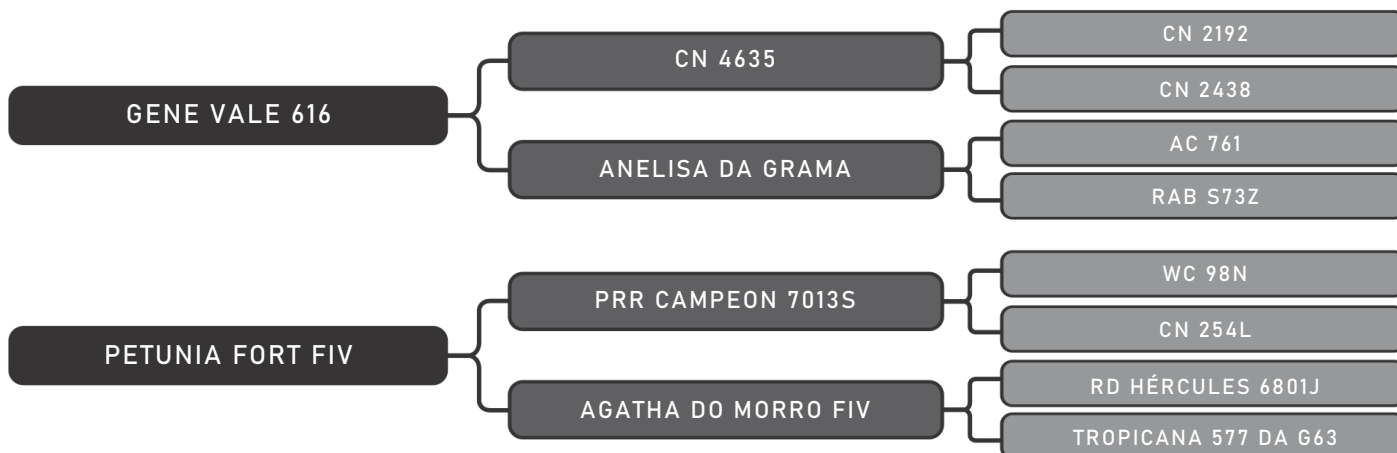 GENE VALE 616
CN 4635
ANELISA DA GRAMA
CN 2192
CN 2438
AC 761
RAB S73Z
PETUNIA FORT FIV
PRR CAMPEON 7013S
AGATHA DO MORRO FIV
WC 98N
CN 254L
RD HÉRCULES 6801J
TROPICANA 577 DA G63